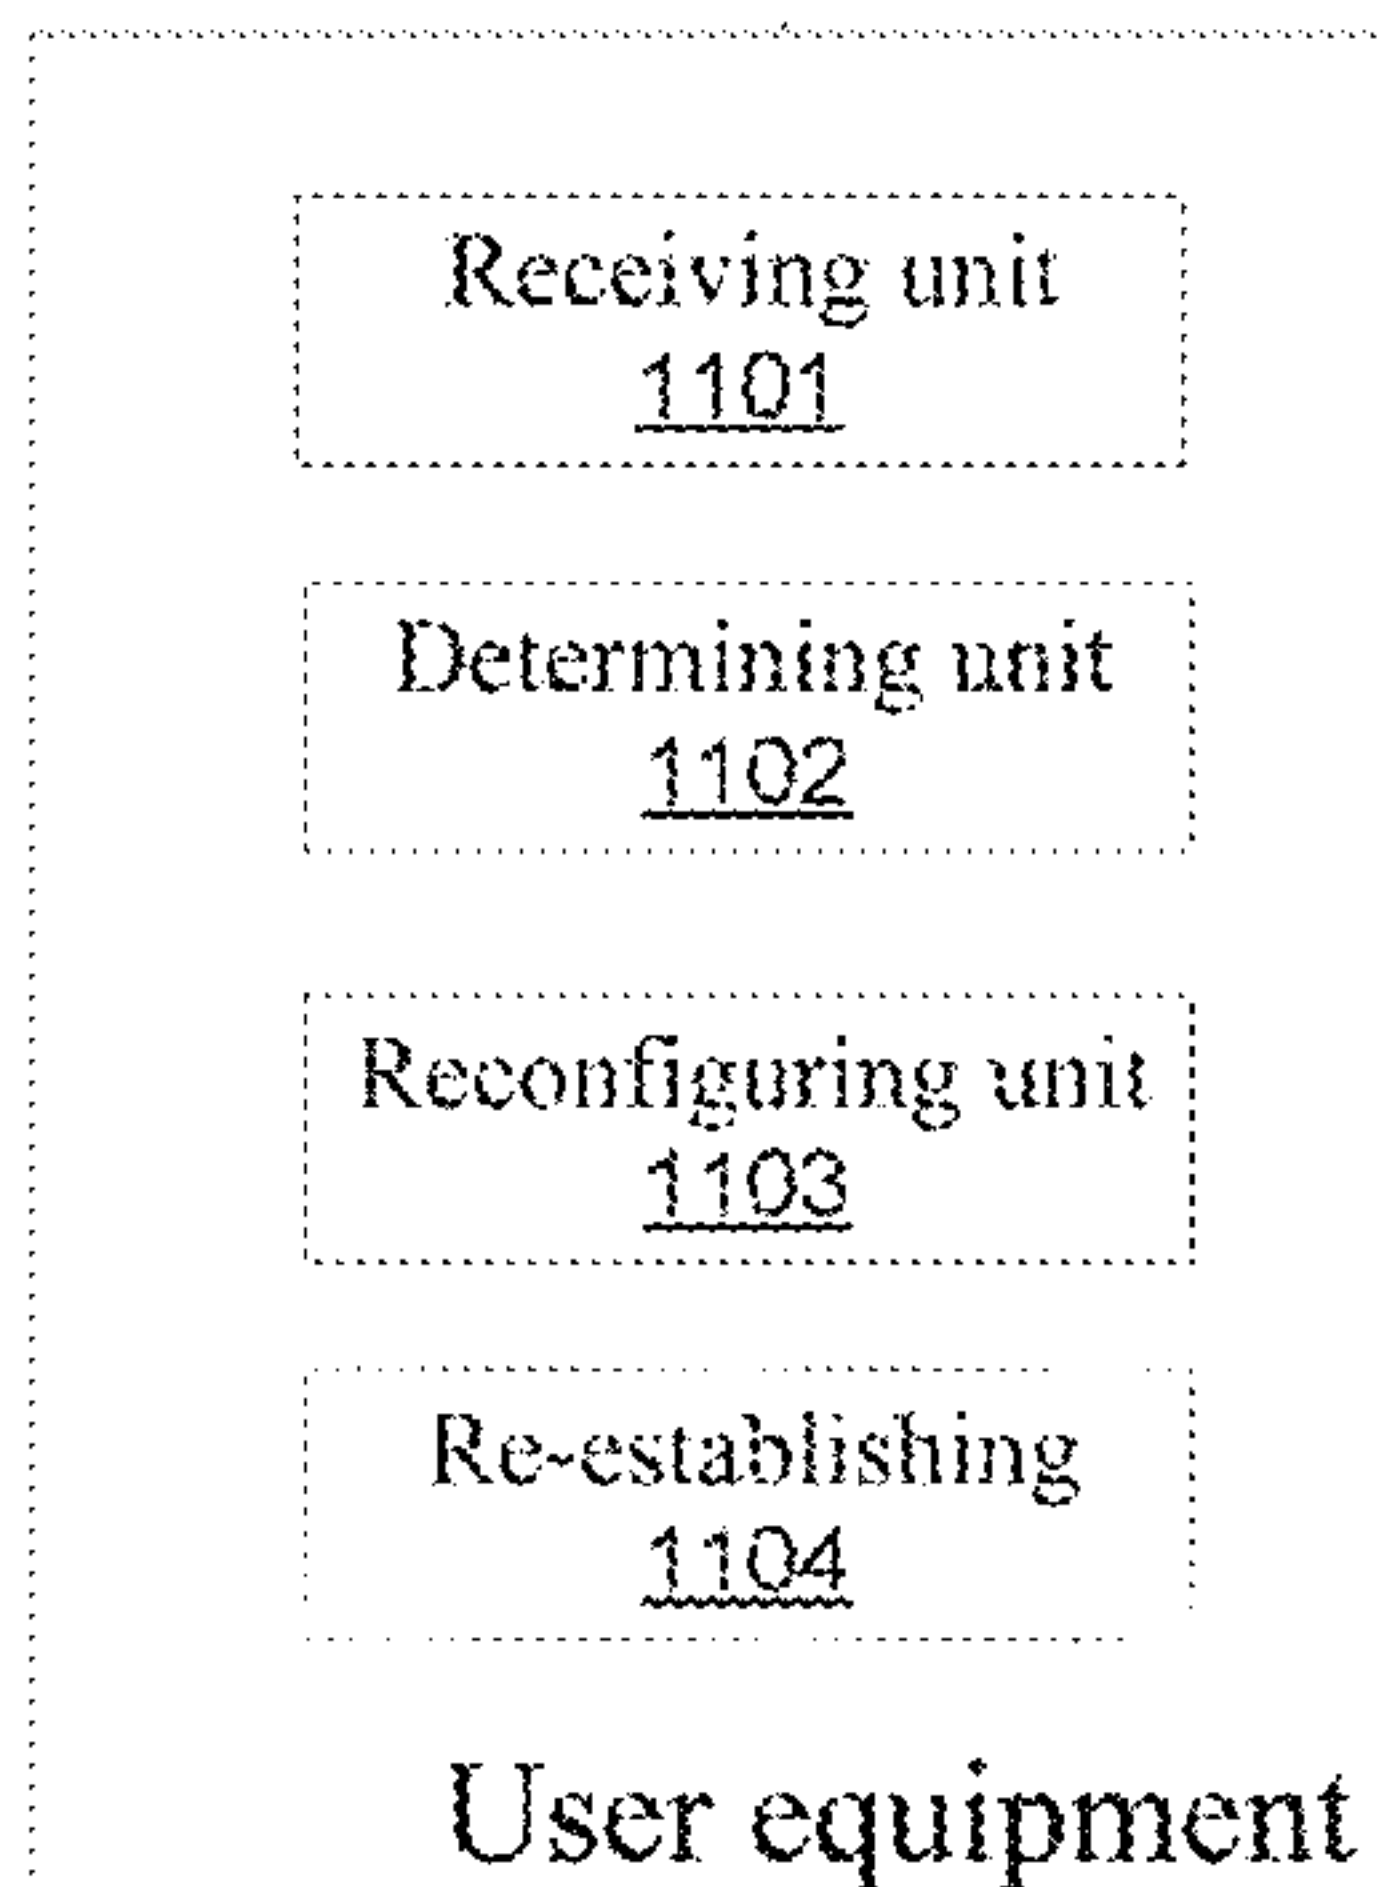 Receiving unit
1101
Determining unit
1102
Reconfiguring unit
1103
Re-establishing
1104
User equipment